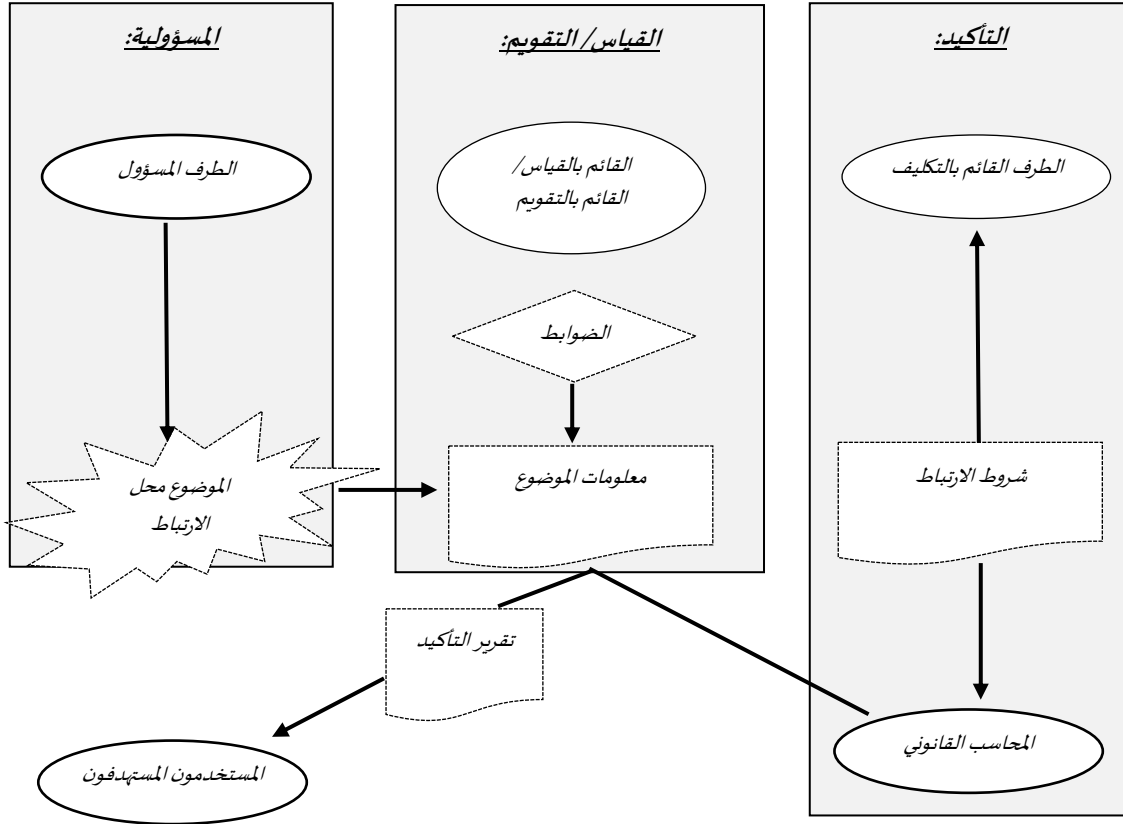 التأكيد:
القياس/ التقويم:
المسؤولية:
الطرف القائم بالتكليف
القائم بالقياس/
القائم بالتقويم
الطرف المسؤول
الضوابط
شروط الارتباط
معلومات الموضوع
الموضوع محل
الارتباط
تقرير التأكيد
المحاسب القانوني
المستخدمون المستهدفون